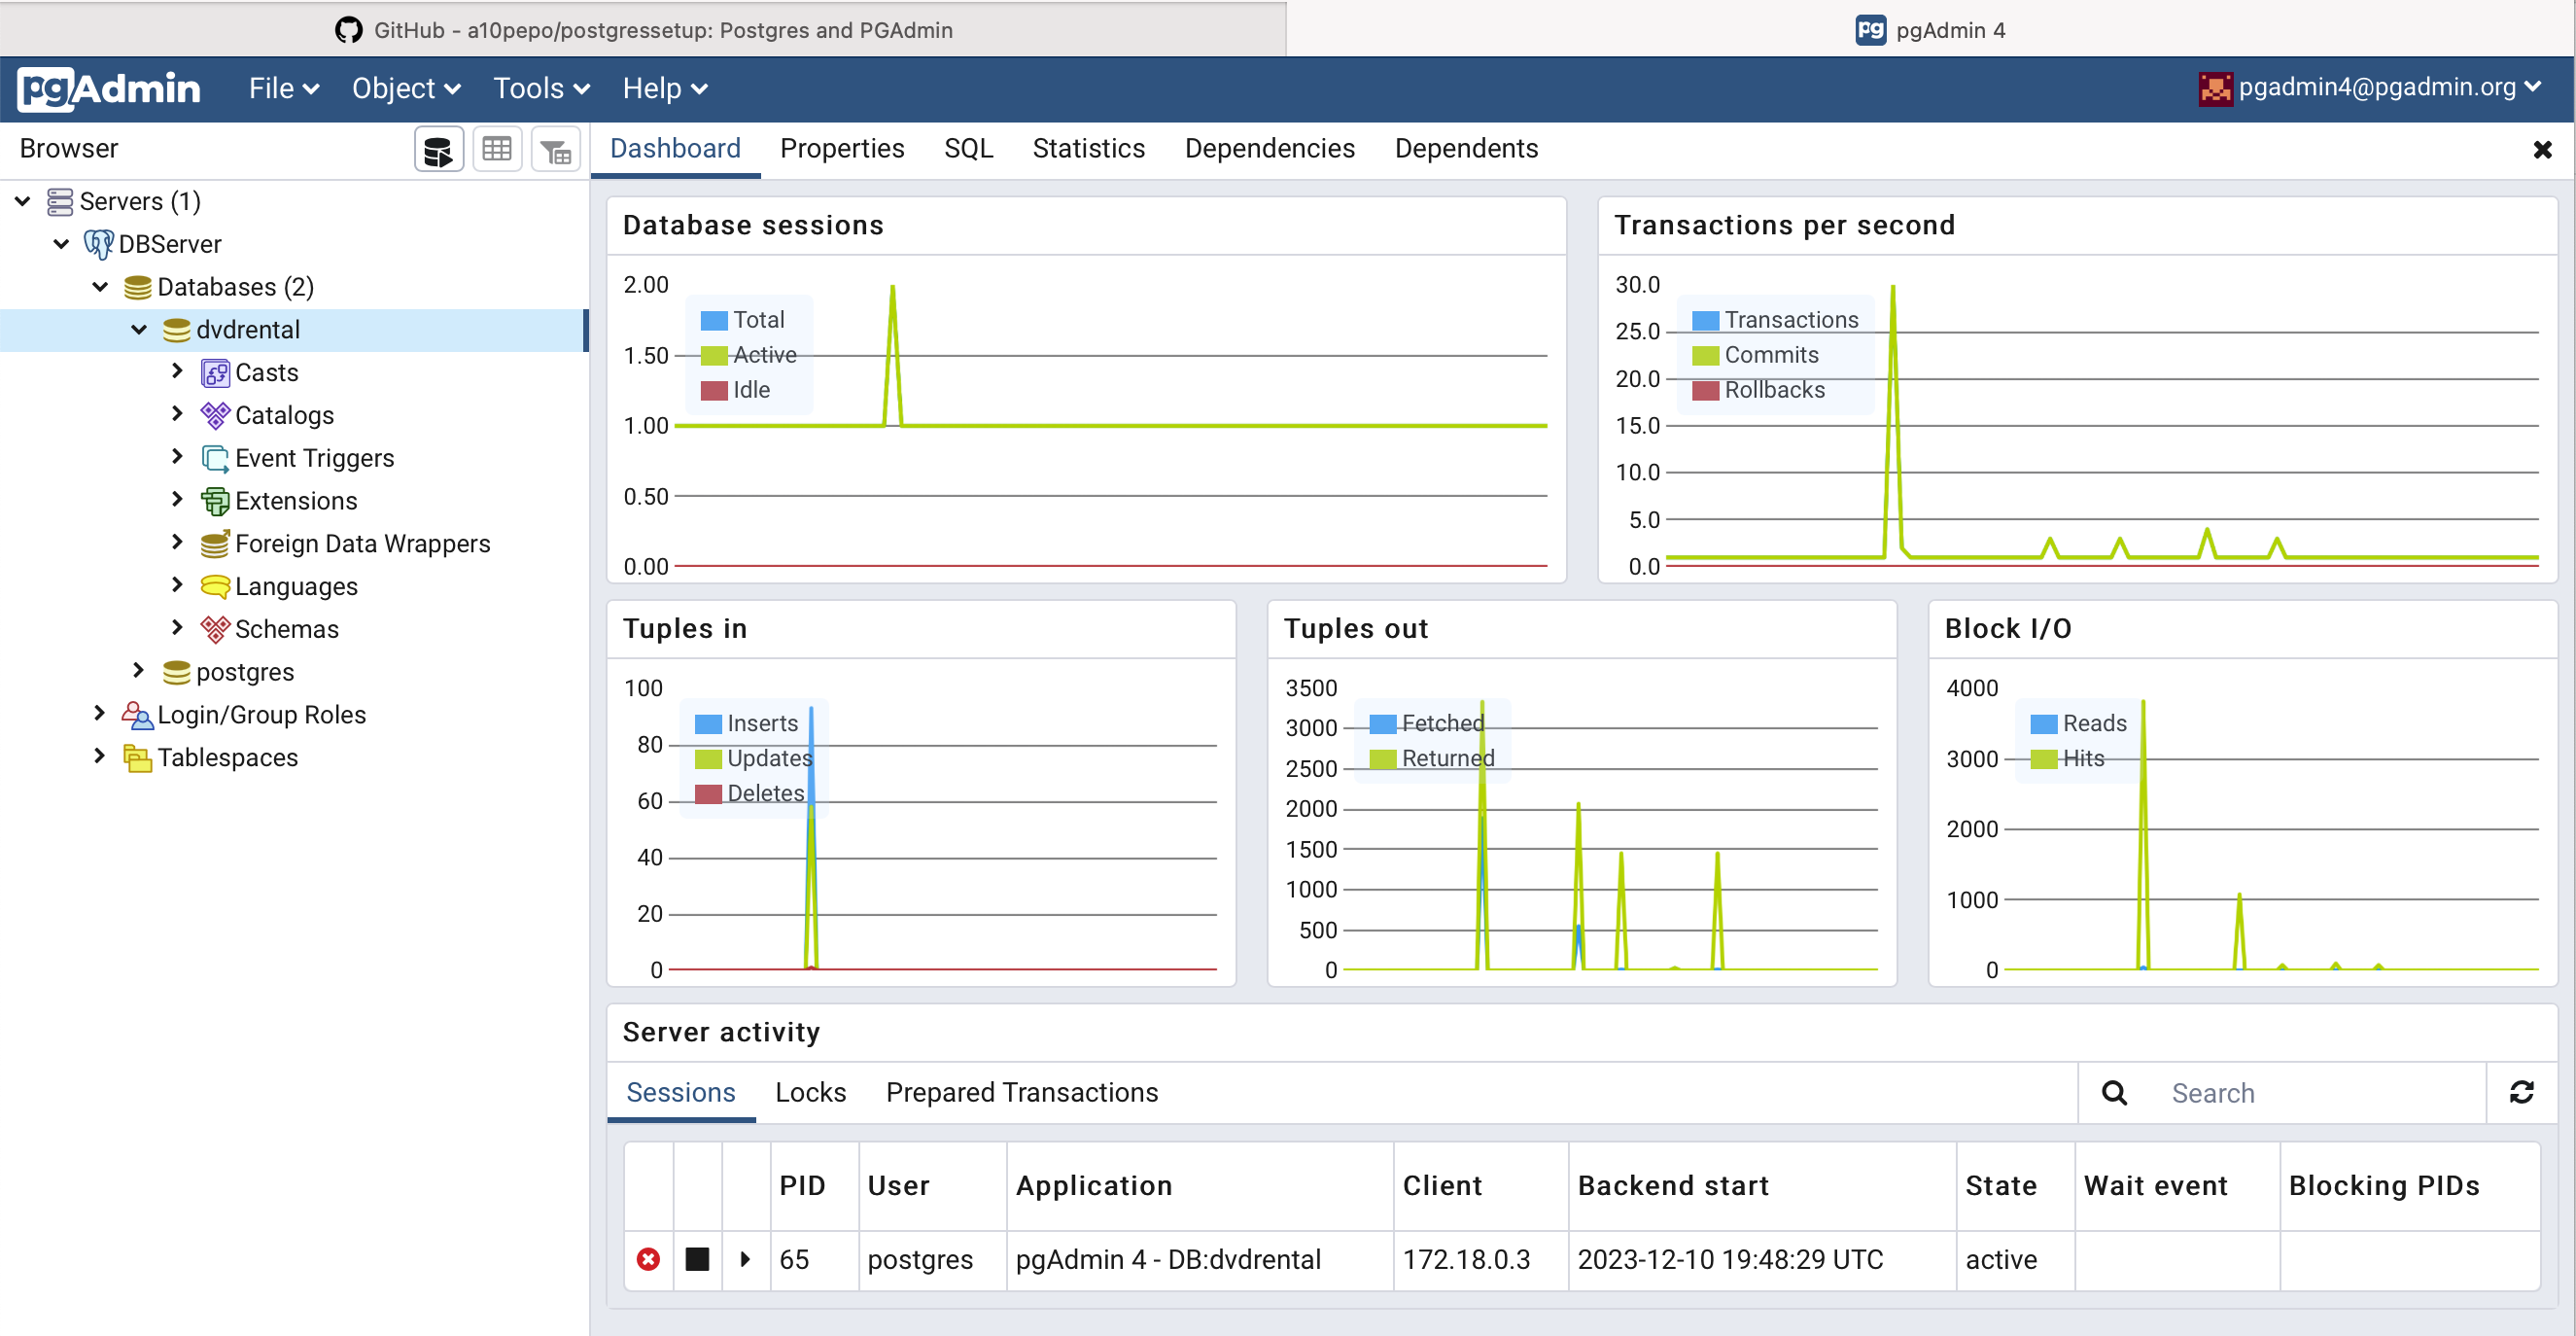 GitHub - a10pepo/postgressetup: Postgres and PGAdmin
pgAdmin 4
pgAdmin File Object Tools Help pgadmin4@pgadmin.org
Browser
Dashboard Properties SQL Statistics Dependencies Dependents
Servers (1)
DBServer
Databases (2)
dvdrental
Casts
Catalogs
Event Triggers
Extensions
Foreign Data Wrappers
Languages
Schemas
postgres
Login/Group Roles
Tablespaces
Database sessions
2.00
1.50
1.00
0.50
0.00
Total
Active
Idle
Transactions per second
30.0
25.0
20.0
15.0
10.0
5.0
0.0
Transactions
Commits
Rollbacks
Tuples in
100
80
60
40
20
0
Inserts
Updates
Deletes
Tuples out
3500
3000
2500
2000
1500
1000
500
0
Fetched
Returned
Block I/O
4000
3000
2000
1000
0
Reads
Hits
Server activity
Sessions Locks Prepared Transactions Search
PID User Application Client Backend start State Wait event Blocking PIDs
65 postgres pgAdmin 4 - DB:dvdrental 172.18.0.3 2023-12-10 19:48:29 UTC active